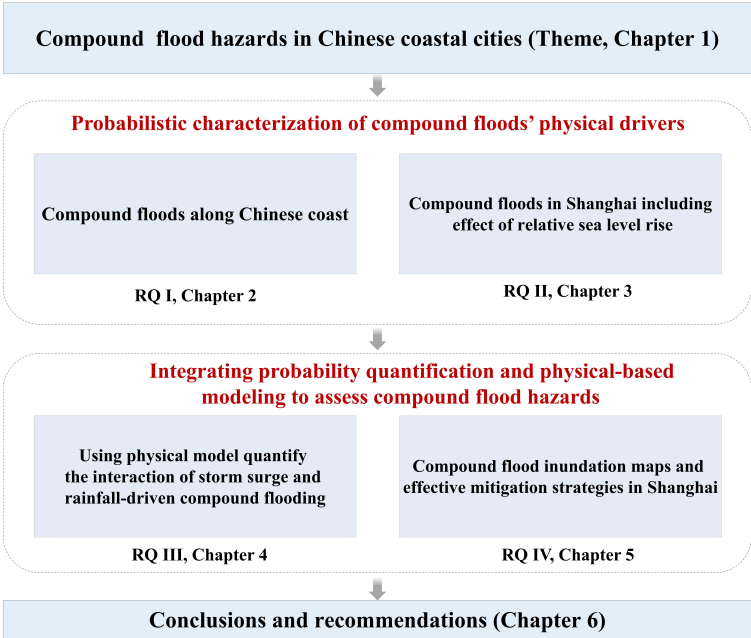 Compound flood hazards in Chinese coastal cities (Theme, Chapter 1)
Probabilistic characterization of compound floods' physical drivers
Compound floods along Chinese coast
RQ I, Chapter 2
Compound floods in Shanghai including
effect of relative sea level rise
RQ II, Chapter 3
Integrating probability quantification and physical-based
modeling to assess compound flood hazards
Using physical model quantify
the interaction of storm surge and
rainfall-driven compound flooding
RQ III, Chapter 4
Compound flood inundation maps and
effective mitigation strategies in Shanghai
RQ IV, Chapter 5
Conclusions and recommendations (Chapter 6)